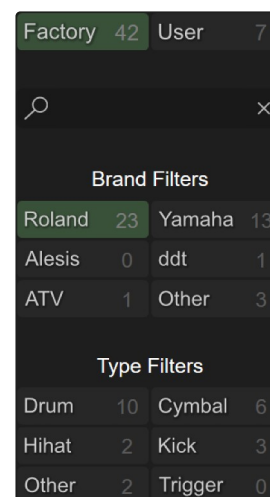 Factory 42 User 7
Brand Filters
Roland 23 Yamaha 13
Alesis 0 ddt 1
ATV 1 Other 3
Type Filters
Drum 10 Cymbal 6
Hihat 2 Kick 3
Other 2 Trigger 0